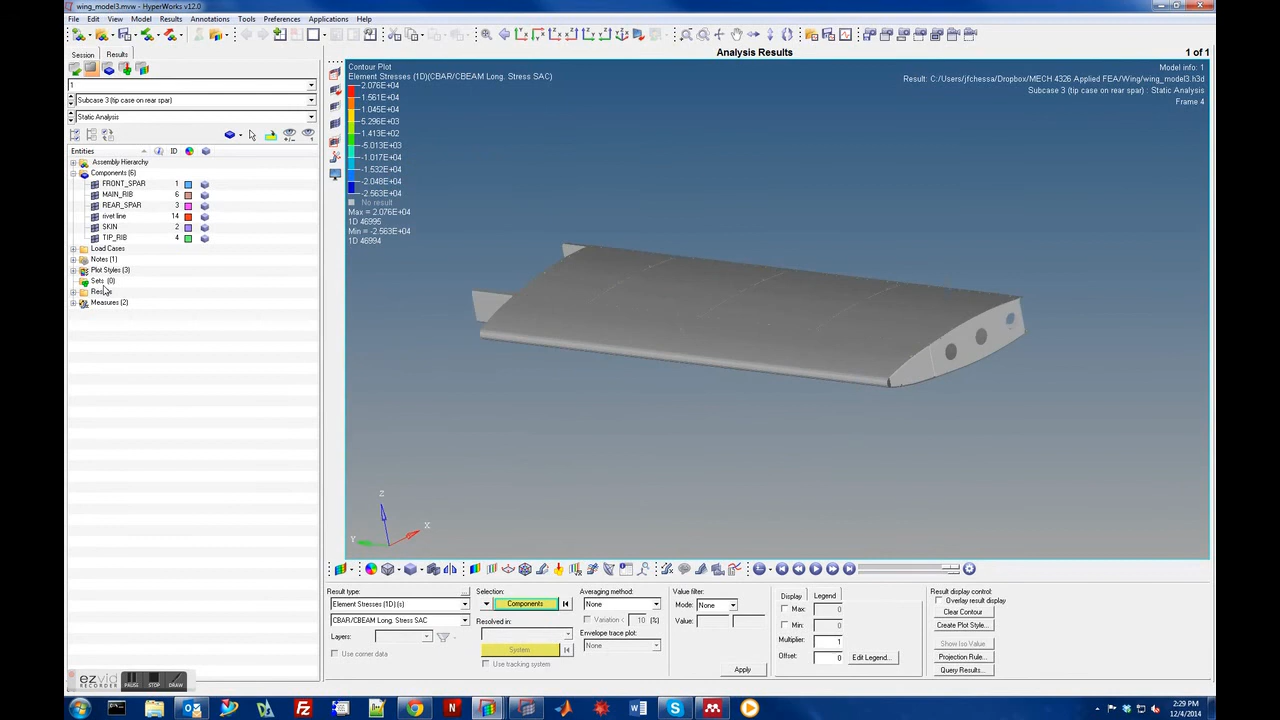 wing_model3.mvw - HyperWorks v12.0
File Edit View Model Results Annotations Tools Preferences Applications Help
Session Results
1
Subcase 3 (tip case on rear spar)
Static Analysis
Entities ID
Assembly Hierarchy
Components (6)
FRONT_SPAR 1
MAIN_RIB 6
REAR_SPAR 3
rivet line 14
SKIN 2
TIP_RIB 4
Load Cases
Notes (1)
Plot Styles (3)
Sets (0)
Measures (2)
Analysis Results
1 of 1
Contour Plot
Element Stresses (1D)(CBAR/CBEAM Long. Stress SAC)
2.076E+04
1.561E+04
1.045E+04
5.296E+03
1.413E+02
-5.013E+03
-1.017E+04
-1.532E+04
-2.048E+04
-2.563E+04
No result
Max = 2.076E+04
1D 46995
Min = -2.563E+04
1D 46994
Model info: 1
Result: C:/Users/jfchessa/Dropbox/MECH 4326 Applied FEA/Wing/wing_model3.h3d
Subcase 3 (tip case on rear spar) : Static Analysis
Frame 4
Z
X
Y
Result type:
Element Stresses (1D) (s)
CBAR/CBEAM Long. Stress SAC
Layers:
Use corner data
Selection:
Components
Resolved in:
System
Use tracking system
Averaging method:
None
Variation < 10 (%)
Envelope trace plot:
None
Value filter:
Mode: None
Value:
Apply
Display Legend
Max: 0
Min: 0
Multiplier: 1
Offset: 0
Edit Legend...
Result display control:
Overlay result display
Clear Contour
Create Plot Style...
Show Iso Value
Projection Rule...
Query Results...
ezvid
RECORDER
PAUSE STOP DRAW
2:29 PM
12/4/2014